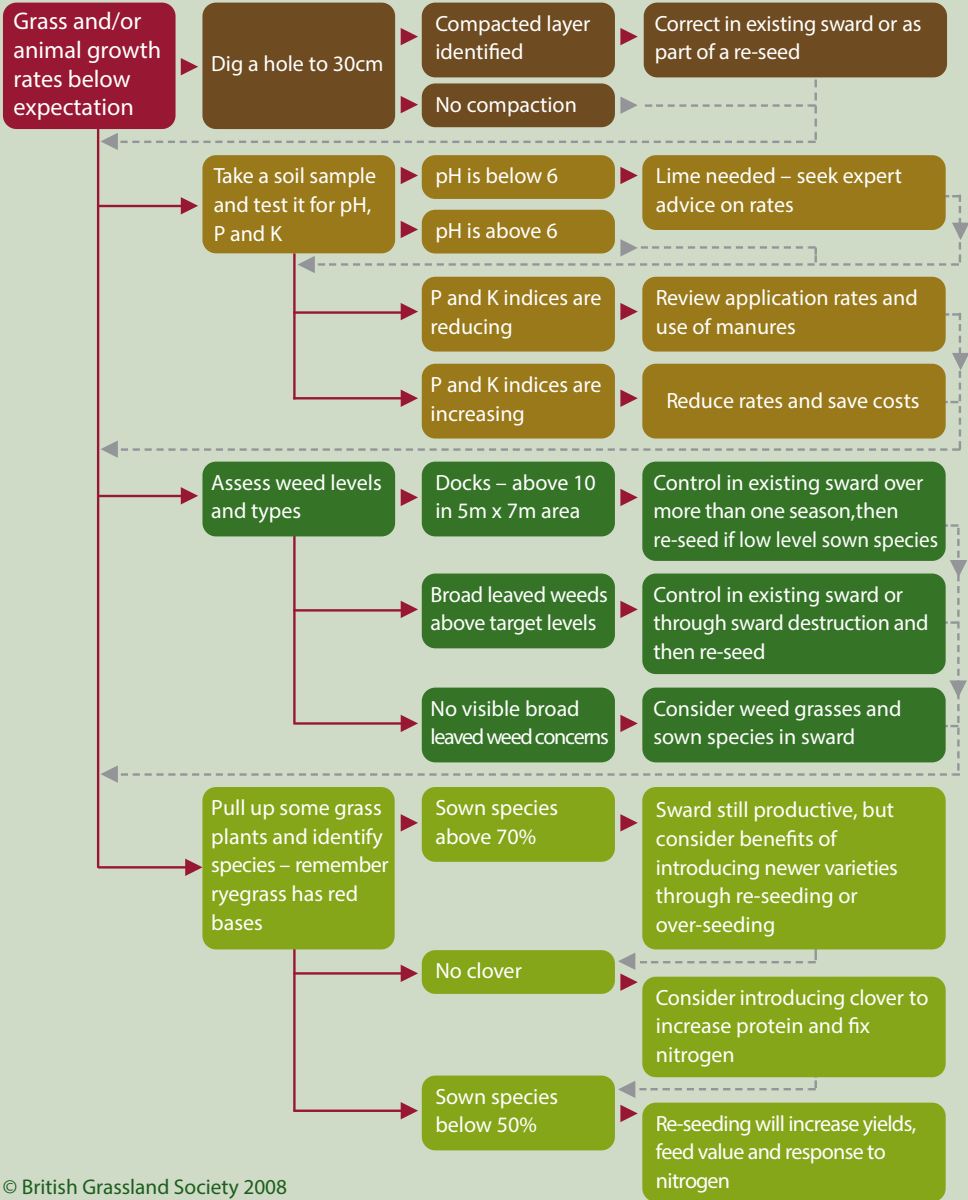 Grass and/or
animal growth
rates below
expectation
Dig a hole to 30cm
Compacted layer
identified
Correct in existing sward or as
part of a re-seed
No compaction
Take a soil sample
and test it for pH,
P and K
pH is below 6
Lime needed – seek expert
advice on rates
pH is above 6
P and K indices are
reducing
Review application rates and
use of manures
P and K indices are
increasing
Reduce rates and save costs
Assess weed levels
and types
Docks – above 10
in 5m x 7m area
Control in existing sward over
more than one season,then
re-seed if low level sown species
Broad leaved weeds
above target levels
Control in existing sward or
through sward destruction and
then re-seed
No visible broad
leaved weed concerns
Consider weed grasses and
sown species in sward
Pull up some grass
plants and identify
species – remember
ryegrass has red
bases
Sown species
above 70%
Sward still productive, but
consider benefits of
introducing newer varieties
through re-seeding or
over-seeding
No clover
Consider introducing clover to
increase protein and fix
nitrogen
Sown species
below 50%
Re-seeding will increase yields,
feed value and response to
nitrogen
© British Grassland Society 2008